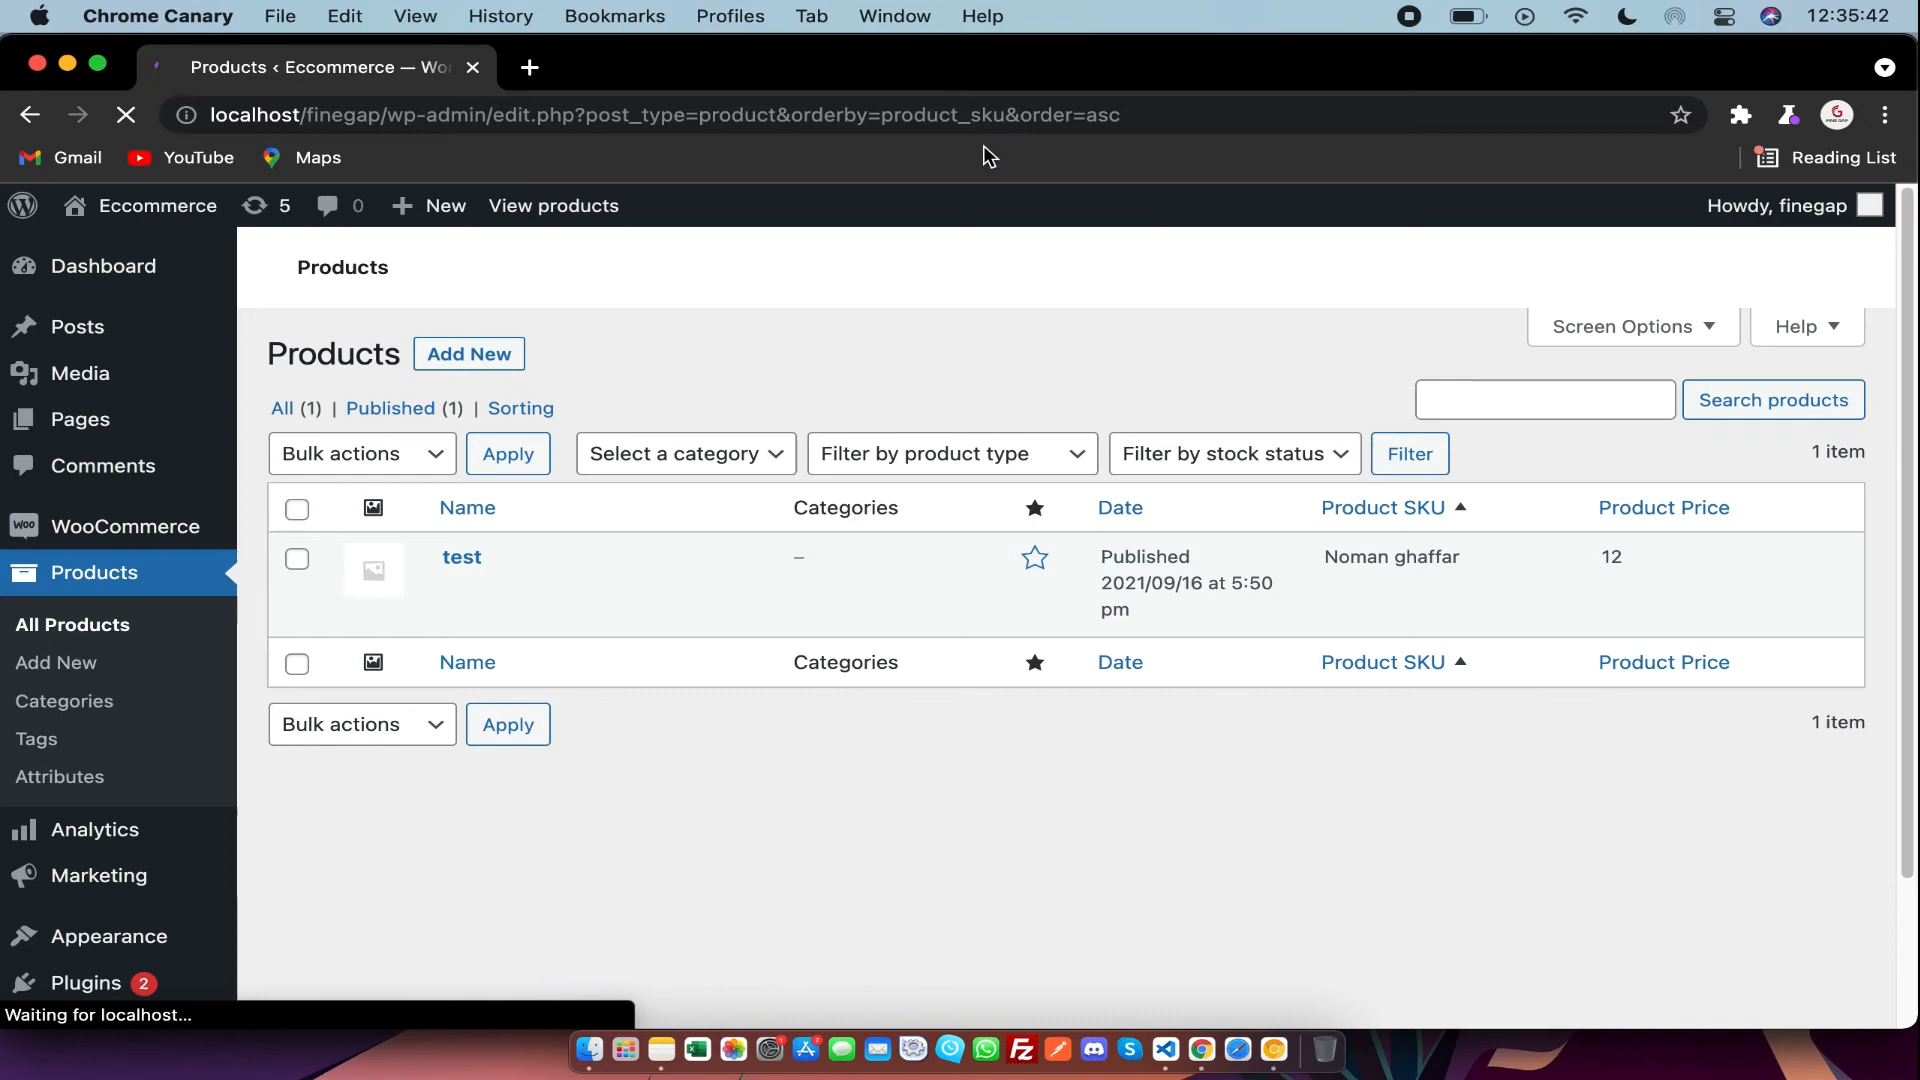 Chrome Canary File Edit View History Bookmarks Profiles Tab Window Help 12:35:42
Products ‹ Eccommerce — Wo
localhost/finegap/wp-admin/edit.php?post_type=product&orderby=product_sku&order=asc
Gmail YouTube Maps Reading List
Eccommerce 5 0 New View products Howdy, finegap
Dashboard
Posts
Media
Pages
Comments
WooCommerce
Products
All Products
Add New
Categories
Tags
Attributes
Analytics
Marketing
Appearance
Plugins 2
Products
Screen Options Help
Products Add New
All (1) | Published (1) | Sorting
Search products
Bulk actions Apply Select a category Filter by product type Filter by stock status Filter 1 item
Name Categories Date Product SKU Product Price
test – Published Noman ghaffar 12
2021/09/16 at 5:50
pm
Name Categories Date Product SKU Product Price
Bulk actions Apply 1 item
Waiting for localhost...